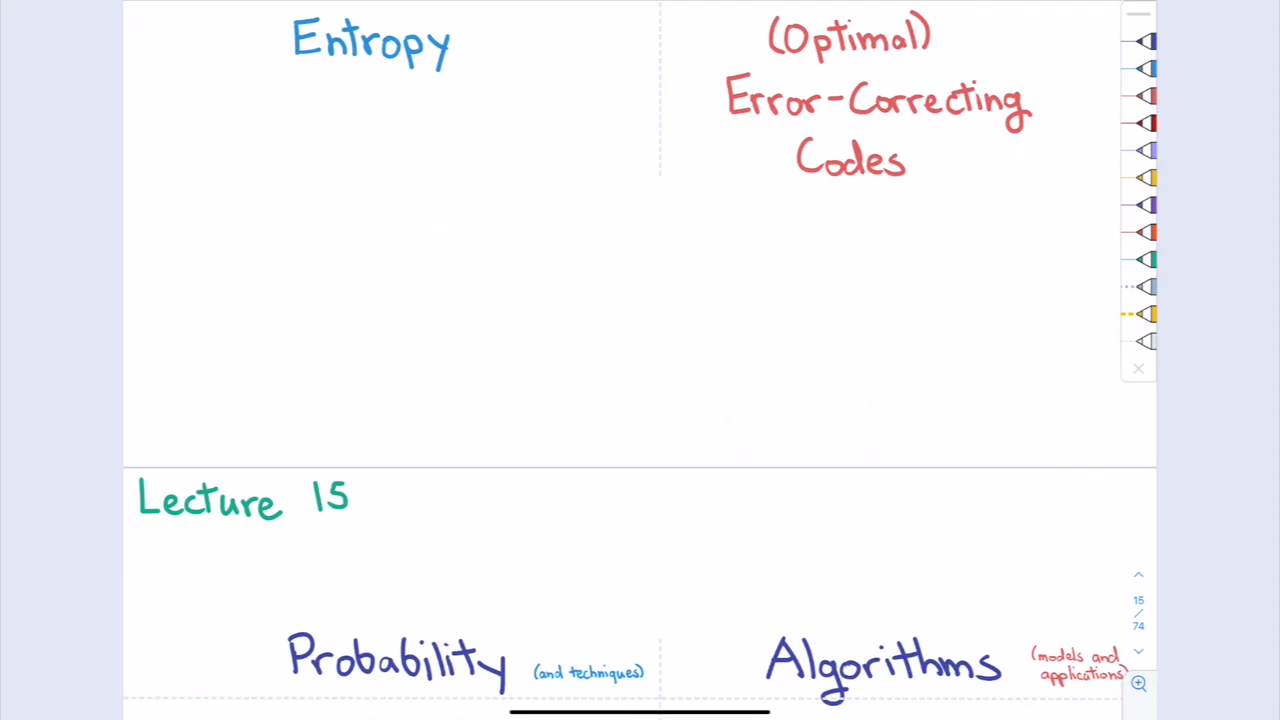 Entropy
(Optimal)
Error-Correcting
Codes
Lecture 15
Probability (and techniques)
Algorithms (models and
applications)
15
/
74